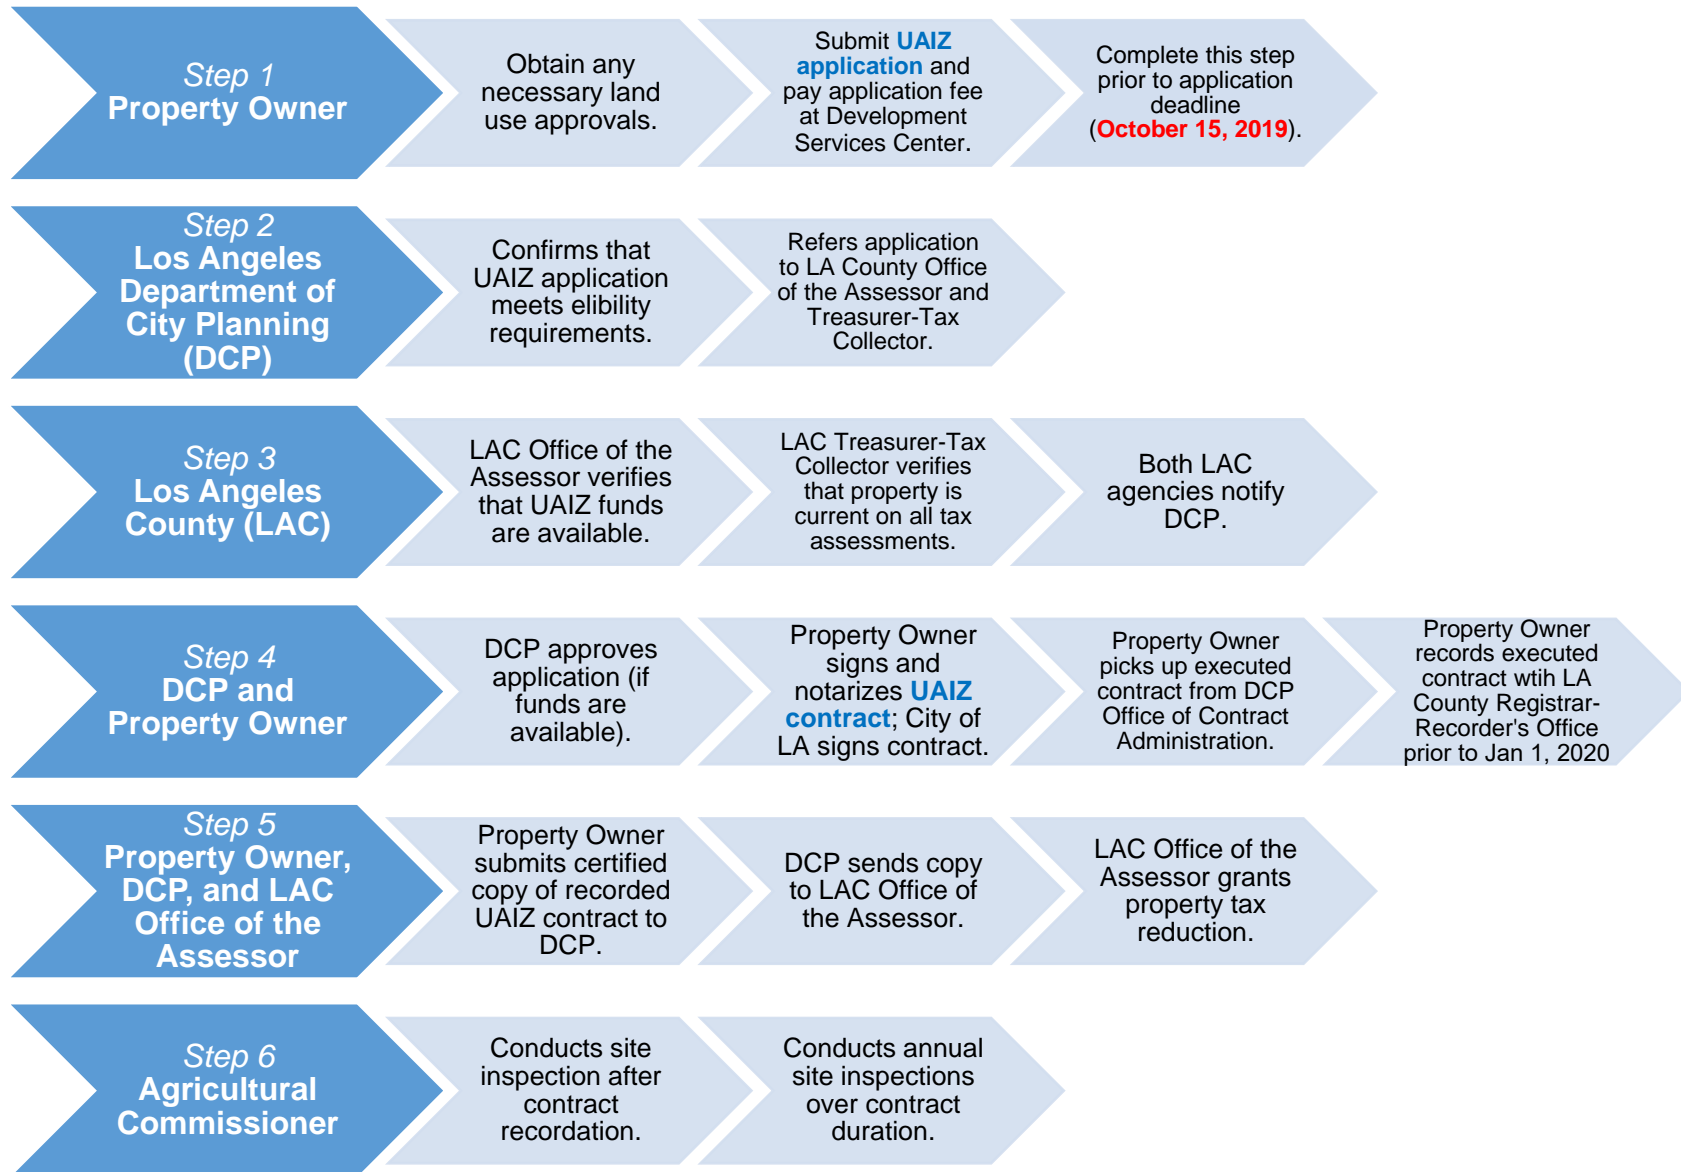 Step 1
Property Owner
Obtain any
necessary land
use approvals.
Submit UAIZ
application and
pay application fee
at Development
Services Center.
Complete this step
prior to application
deadline
(October 15, 2019).
Step 2
Los Angeles
Department of
City Planning
(DCP)
Confirms that
UAIZ application
meets elibility
requirements.
Refers application
to LA County Office
of the Assessor and
Treasurer-Tax
Collector.
Step 3
Los Angeles
County (LAC)
LAC Office of the
Assessor verifies
that UAIZ funds
are available.
LAC Treasurer-Tax
Collector verifies
that property is
current on all tax
assessments.
Both LAC
agencies notify
DCP.
Step 4
DCP and
Property Owner
DCP approves
application (if
funds are
available).
Property Owner
signs and
notarizes UAIZ
contract; City of
LA signs contract.
Property Owner
picks up executed
contract from DCP
Office of Contract
Administration.
Property Owner
records executed
contract wtih LA
County Registrar-
Recorder's Office
prior to Jan 1, 2020
Step 5
Property Owner,
DCP, and LAC
Office of the
Assessor
Property Owner
submits certified
copy of recorded
UAIZ contract to
DCP.
DCP sends copy
to LAC Office of
the Assessor.
LAC Office of the
Assessor grants
property tax
reduction.
Step 6
Agricultural
Commissioner
Conducts site
inspection after
contract
recordation.
Conducts annual
site inspections
over contract
duration.